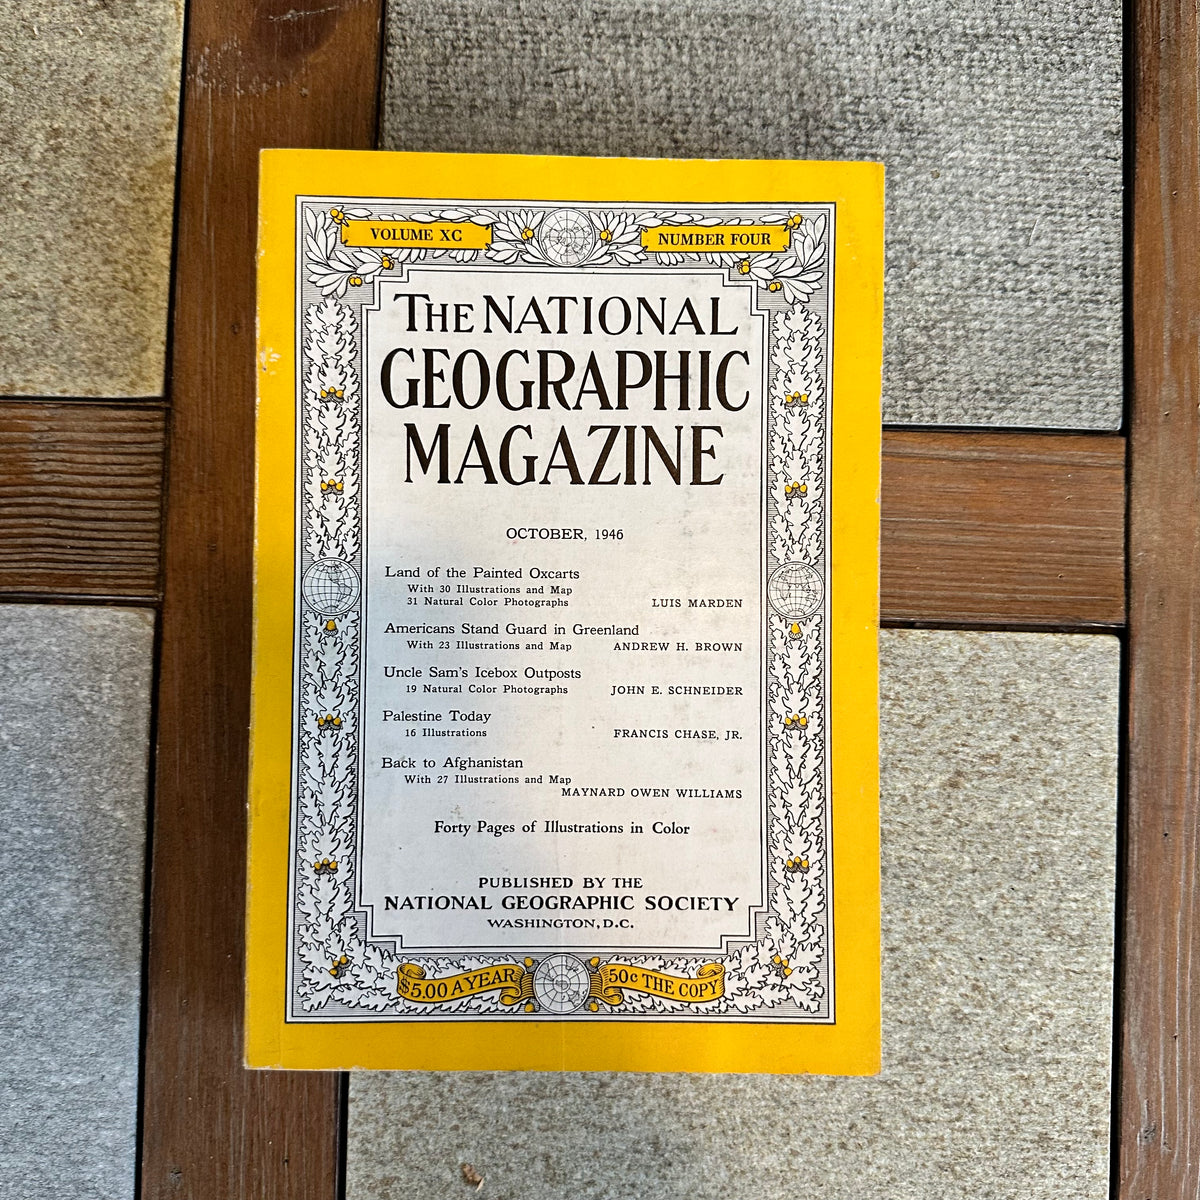 VOLUME XC
NUMBER FOUR
THE NATIONAL
GEOGRAPHIC
MAGAZINE
OCTOBER, 1946
Land of the Painted Oxcarts
With 30 Illustrations and Map
31 Natural Color Photographs LUIS MARDEN
Americans Stand Guard in Greenland
With 23 Illustrations and Map ANDREW H. BROWN
Uncle Sam's Icebox Outposts
19 Natural Color Photographs JOHN E. SCHNEIDER
Palestine Today
16 Illustrations FRANCIS CHASE, JR.
Back to Afghanistan
With 27 Illustrations and Map
MAYNARD OWEN WILLIAMS
Forty Pages of Illustrations in Color
PUBLISHED BY THE
NATIONAL GEOGRAPHIC SOCIETY
WASHINGTON, D.C.
$5.00 A YEAR
50c THE COPY